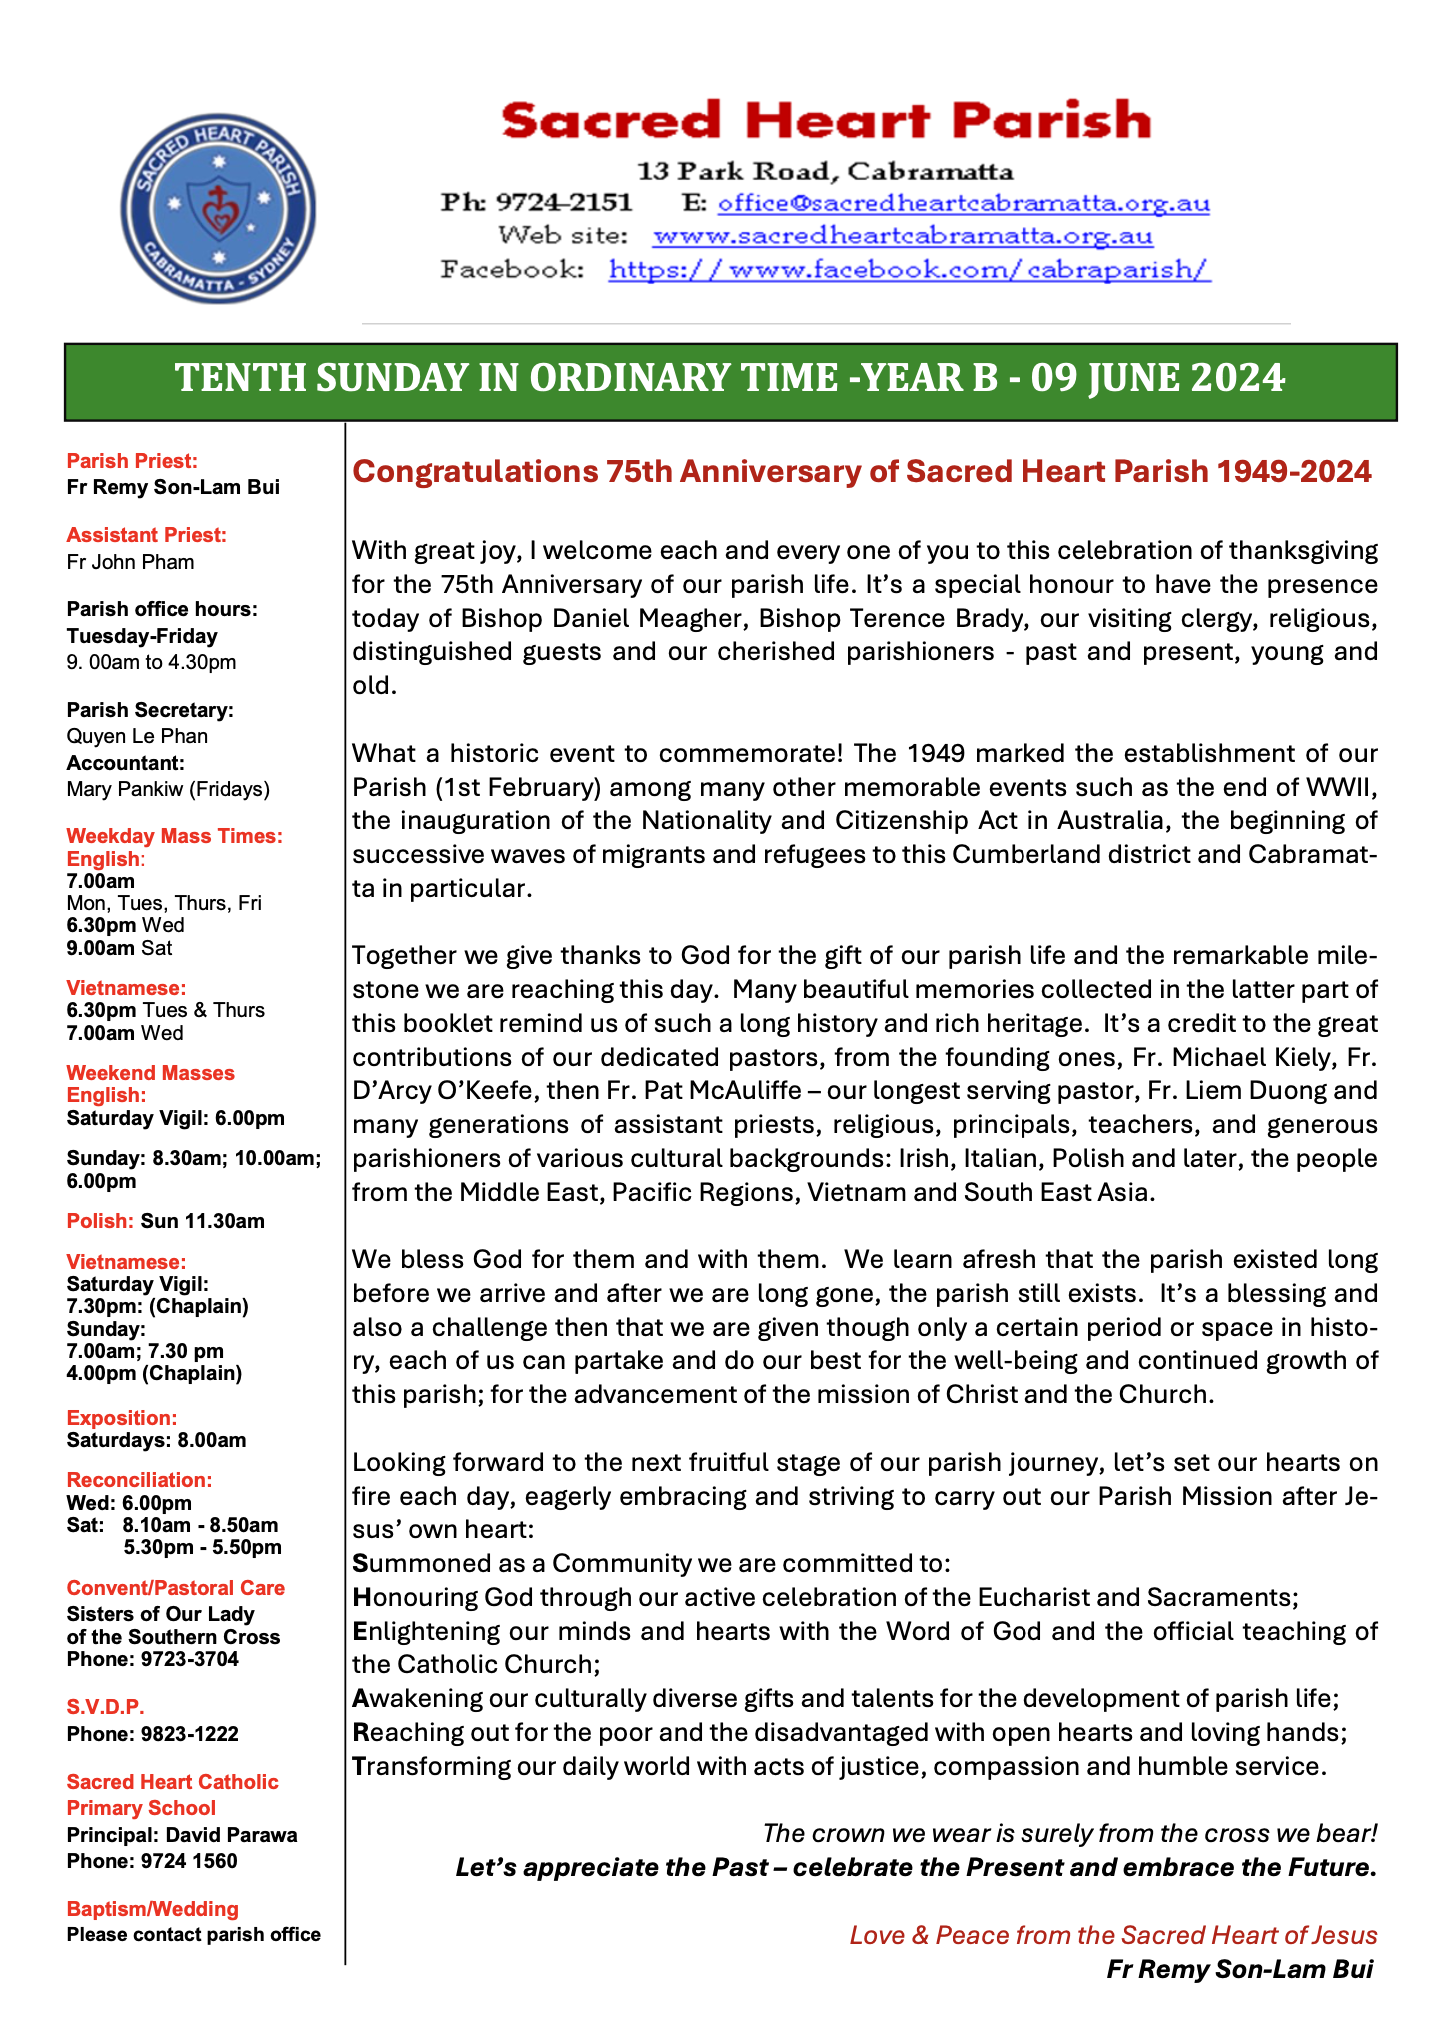 SACRED HEART PARISH
CABRAMATTA - SYDNEY
Sacred Heart Parish
13 Park Road, Cabramatta
Ph: 9724-2151 E: office@sacredheartcabramatta.org.au
Web site: www.sacredheartcabramatta.org.au
Facebook: https://www.facebook.com/cabraparish/
TENTH SUNDAY IN ORDINARY TIME -YEAR B - 09 JUNE 2024
Parish Priest:
Fr Remy Son-Lam Bui
Assistant Priest:
Fr John Pham
Parish office hours:
Tuesday-Friday
9. 00am to 4.30pm
Parish Secretary:
Quyen Le Phan
Accountant:
Mary Pankiw (Fridays)
Weekday Mass Times:
English:
7.00am
Mon, Tues, Thurs, Fri
6.30pm Wed
9.00am Sat
Vietnamese:
6.30pm Tues & Thurs
7.00am Wed
Weekend Masses
English:
Saturday Vigil: 6.00pm
Sunday: 8.30am; 10.00am;
6.00pm
Polish: Sun 11.30am
Vietnamese:
Saturday Vigil:
7.30pm: (Chaplain)
Sunday:
7.00am; 7.30 pm
4.00pm (Chaplain)
Exposition:
Saturdays: 8.00am
Reconciliation:
Wed: 6.00pm
Sat: 8.10am - 8.50am
5.30pm - 5.50pm
Convent/Pastoral Care
Sisters of Our Lady
of the Southern Cross
Phone: 9723-3704
S.V.D.P.
Phone: 9823-1222
Sacred Heart Catholic
Primary School
Principal: David Parawa
Phone: 9724 1560
Baptism/Wedding
Please contact parish office
Congratulations 75th Anniversary of Sacred Heart Parish 1949-2024
With great joy, I welcome each and every one of you to this celebration of thanksgiving
for the 75th Anniversary of our parish life. It's a special honour to have the presence
today of Bishop Daniel Meagher, Bishop Terence Brady, our visiting clergy, religious,
distinguished guests and our cherished parishioners - past and present, young and
old.
What a historic event to commemorate! The 1949 marked the establishment of our
Parish (1st February) among many other memorable events such as the end of WWII,
the inauguration of the Nationality and Citizenship Act in Australia, the beginning of
successive waves of migrants and refugees to this Cumberland district and Cabramat-
ta in particular.
Together we give thanks to God for the gift of our parish life and the remarkable mile-
stone we are reaching this day. Many beautiful memories collected in the latter part of
this booklet remind us of such a long history and rich heritage. It's a credit to the great
contributions of our dedicated pastors, from the founding ones, Fr. Michael Kiely, Fr.
D'Arcy O'Keefe, then Fr. Pat McAuliffe – our longest serving pastor, Fr. Liem Duong and
many generations of assistant priests, religious, principals, teachers, and generous
parishioners of various cultural backgrounds: Irish, Italian, Polish and later, the people
from the Middle East, Pacific Regions, Vietnam and South East Asia.
We bless God for them and with them. We learn afresh that the parish existed long
before we arrive and after we are long gone, the parish still exists. It's a blessing and
also a challenge then that we are given though only a certain period or space in histo-
ry, each of us can partake and do our best for the well-being and continued growth of
this parish; for the advancement of the mission of Christ and the Church.
Looking forward to the next fruitful stage of our parish journey, let's set our hearts on
fire each day, eagerly embracing and striving to carry out our Parish Mission after Je-
sus' own heart:
Summoned as a Community we are committed to:
Honouring God through our active celebration of the Eucharist and Sacraments;
Enlightening our minds and hearts with the Word of God and the official teaching of
the Catholic Church;
Awakening our culturally diverse gifts and talents for the development of parish life;
Reaching out for the poor and the disadvantaged with open hearts and loving hands;
Transforming our daily world with acts of justice, compassion and humble service.
The crown we wear is surely from the cross we bear!
Let's appreciate the Past – celebrate the Present and embrace the Future.
Love & Peace from the Sacred Heart of Jesus
Fr Remy Son-Lam Bui